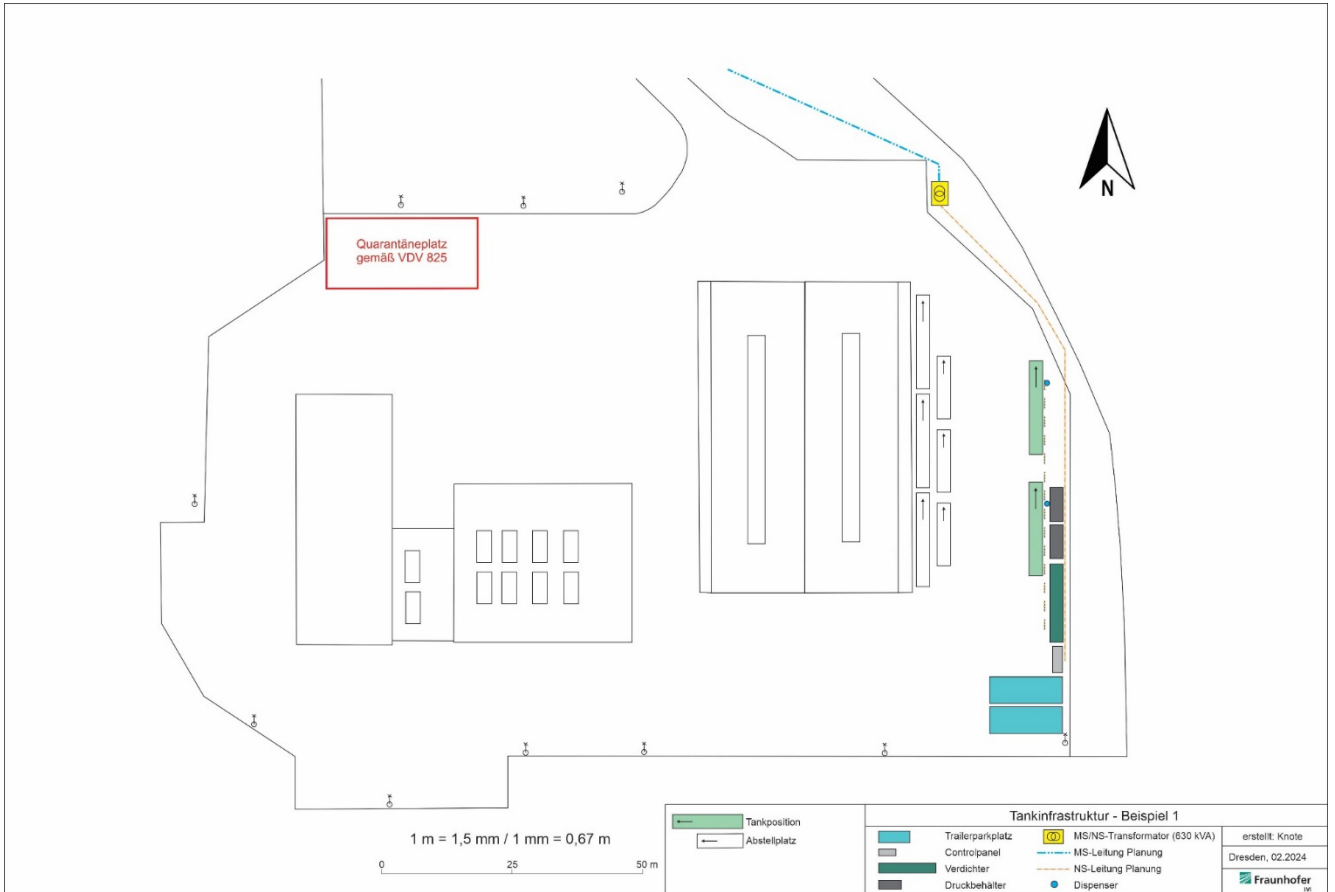 N
Quarantäneplatz
gemäß VDV 825
1 m = 1,5 mm / 1 mm = 0,67 m
0
25
50 m
Tankposition
Abstellplatz
Tankinfrastruktur - Beispiel 1
Trailerparkplatz
Controlpanel
Verdichter
Druckbehälter
MS/NS-Transformator (630 kVA)
MS-Leitung Planung
NS-Leitung Planung
Dispenser
erstellt: Knote
Dresden, 02.2024
Fraunhofer
IVI